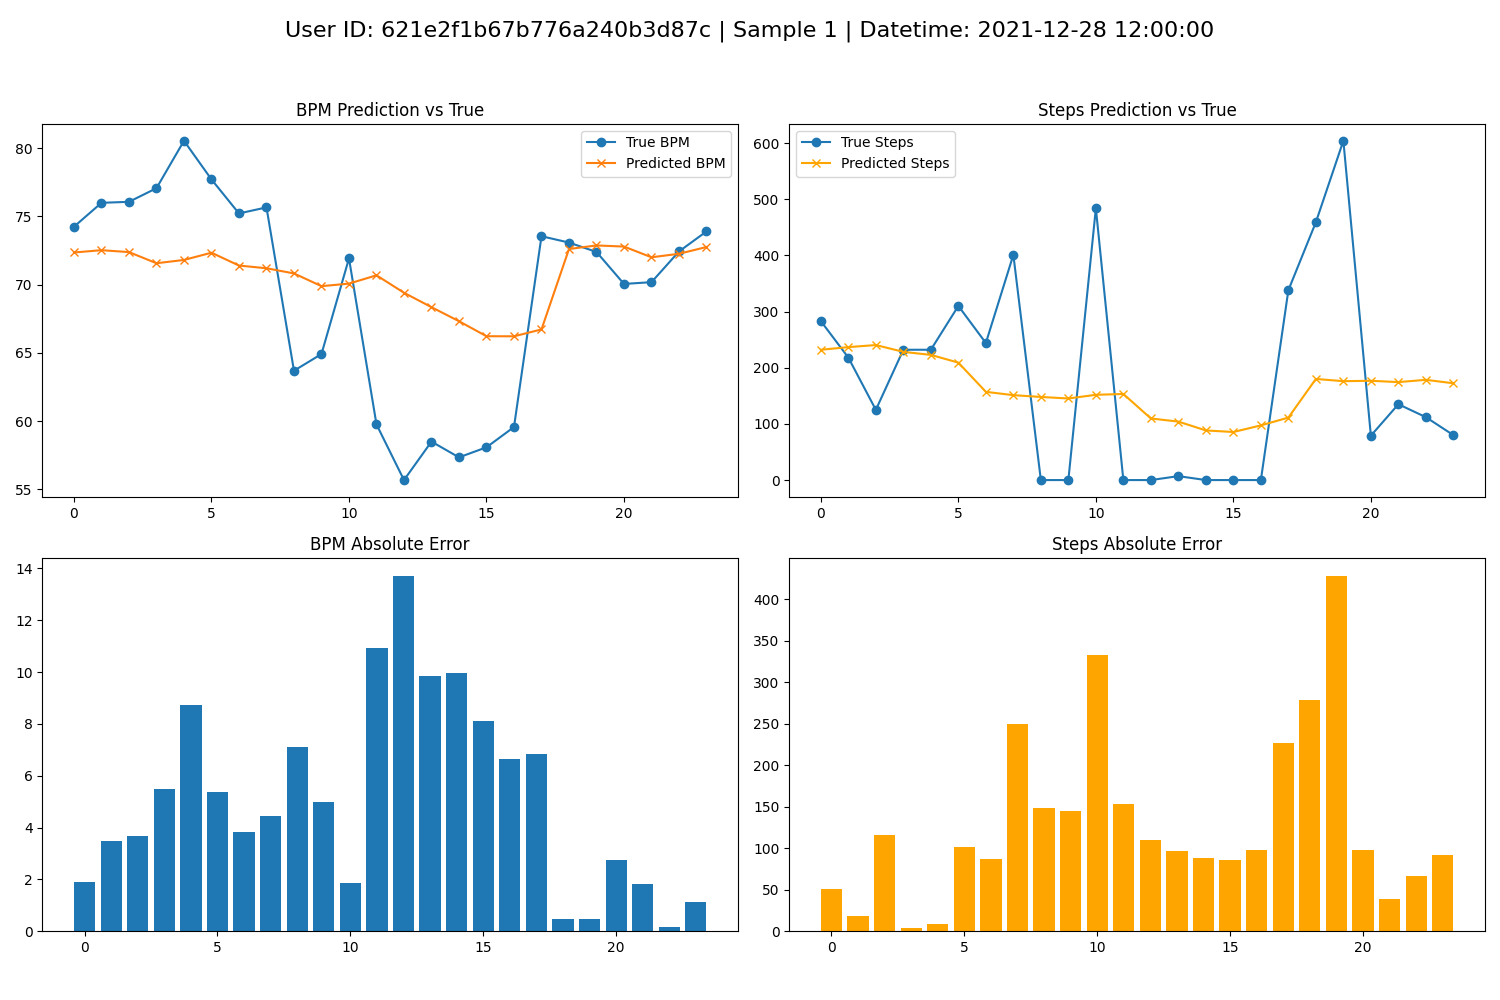 User ID: 621e2f1b67b776a240b3d87c | Sample 1 | Datetime: 2021-12-28 12:00:00
BPM Prediction vs True
True BPM
Predicted BPM
80
75
70
65
60
55
0 5 10 15 20
Steps Prediction vs True
True Steps
Predicted Steps
600
500
400
300
200
100
0
0 5 10 15 20
BPM Absolute Error
14
12
10
8
6
4
2
0
0 5 10 15 20
Steps Absolute Error
400
350
300
250
200
150
100
50
0
0 5 10 15 20